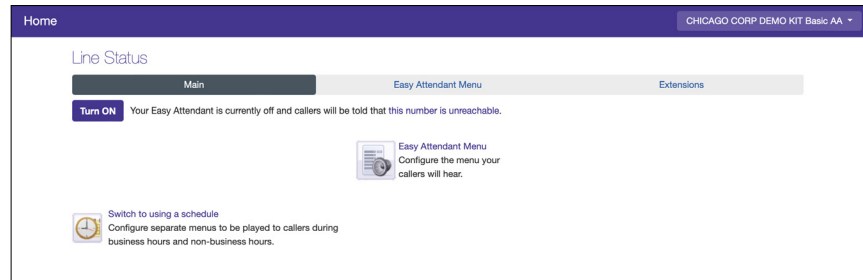 Home
CHICAGO CORP DEMO KIT Basic AA
Line Status
Main
Easy Attendant Menu
Extensions
Turn ON
Your Easy Attendant is currently off and callers will be told that this number is unreachable.
Easy Attendant Menu
Configure the menu your
callers will hear.
Switch to using a schedule
Configure separate menus to be played to callers during
business hours and non-business hours.